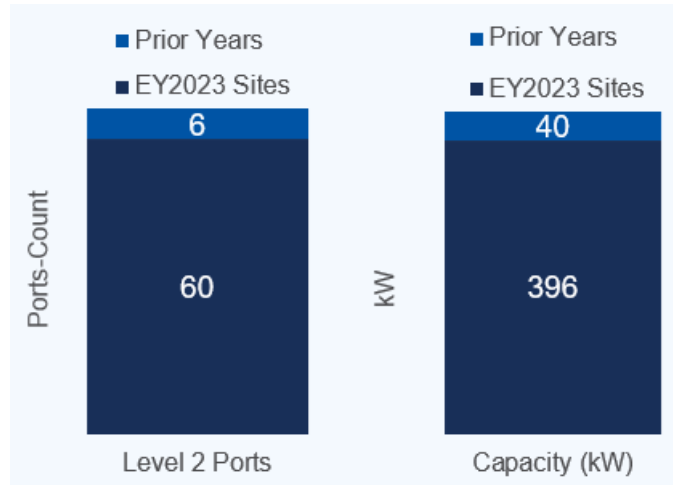 Prior Years
EY2023 Sites
6
60
Ports-Count
Level 2 Ports
Prior Years
EY2023 Sites
40
396
kW
Capacity (kW)